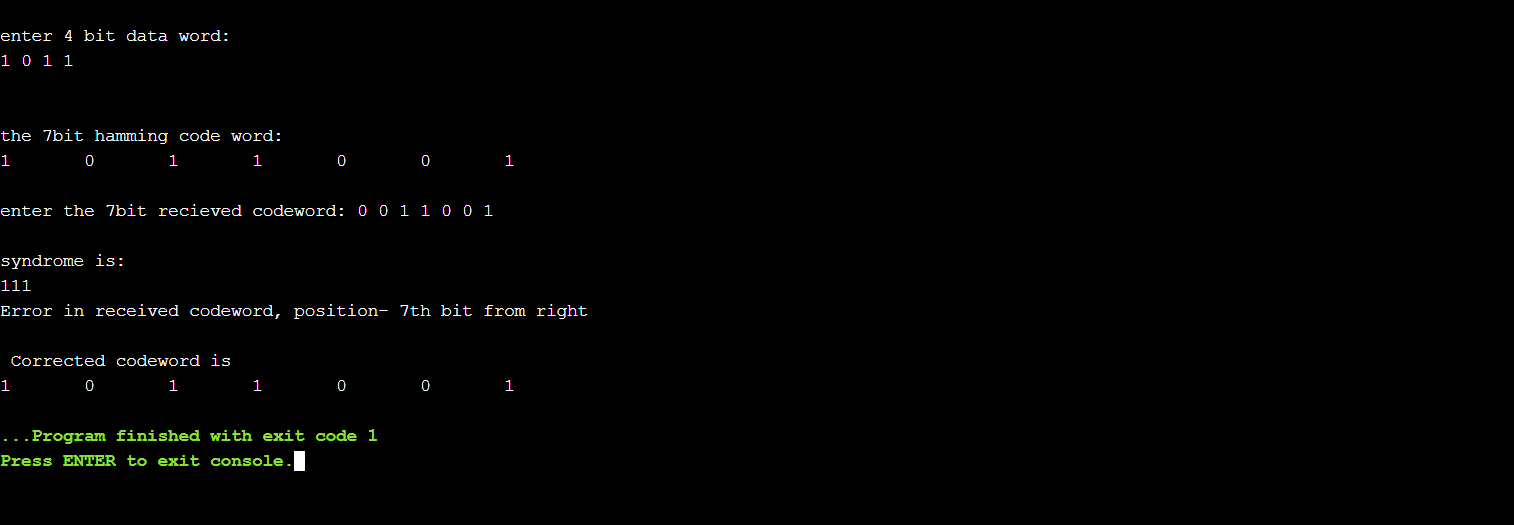 enter 4 bit data word:
1 0 1 1
the 7bit hamming code word:
1 0 1 1 0 0 1
enter the 7bit recieved codeword: 0 0 1 1 0 0 1
syndrome is:
111
Error in received codeword, position- 7th bit from right
Corrected codeword is
1 0 1 1 0 0 1
...Program finished with exit code 1
Press ENTER to exit console.